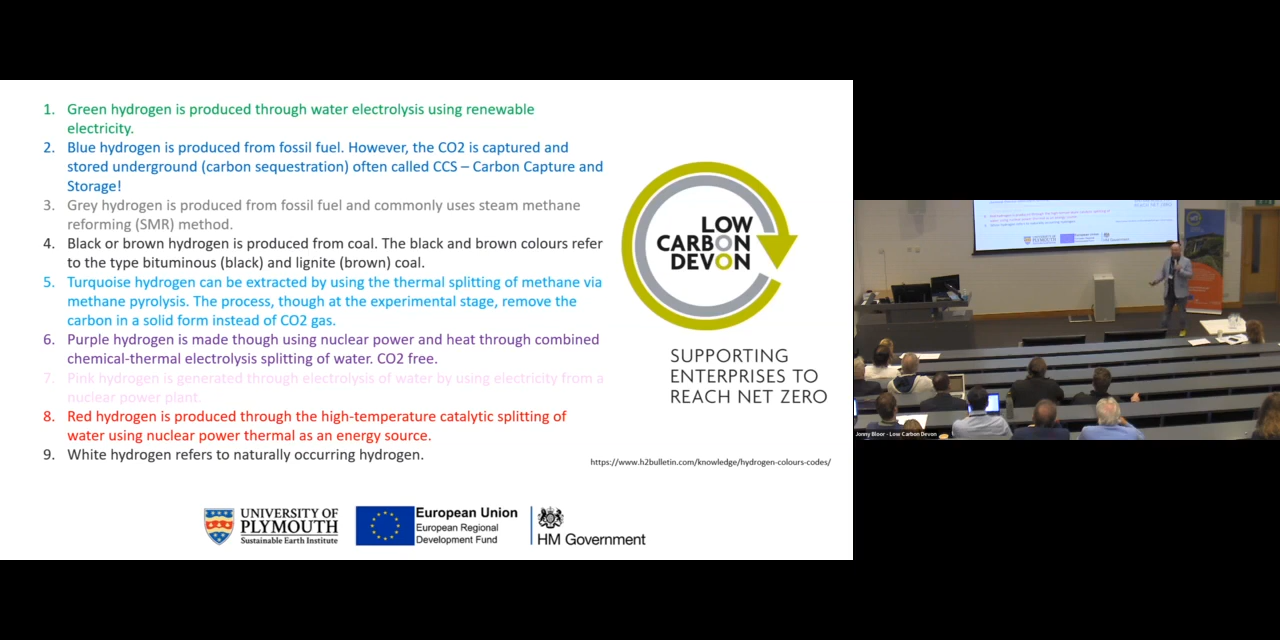 1. Green hydrogen is produced through water electrolysis using renewable
electricity.
2. Blue hydrogen is produced from fossil fuel. However, the CO2 is captured and
stored underground (carbon sequestration) often called CCS – Carbon Capture and
Storage!
3. Grey hydrogen is produced from fossil fuel and commonly uses steam methane
reforming (SMR) method.
4. Black or brown hydrogen is produced from coal. The black and brown colours refer
to the type bituminous (black) and lignite (brown) coal.
5. Turquoise hydrogen can be extracted by using the thermal splitting of methane via
methane pyrolysis. The process, though at the experimental stage, remove the
carbon in a solid form instead of CO2 gas.
6. Purple hydrogen is made though using nuclear power and heat through combined
chemical-thermal electrolysis splitting of water. CO2 free.
7. Pink hydrogen is generated through electrolysis of water by using electricity from a
nuclear power plant.
8. Red hydrogen is produced through the high-temperature catalytic splitting of
water using nuclear power thermal as an energy source.
9. White hydrogen refers to naturally occurring hydrogen.
LOW
CARBON
DEVON
SUPPORTING
ENTERPRISES TO
REACH NET ZERO
https://www.h2bulletin.com/knowledge/hydrogen-colours-codes/
UNIVERSITY OF
PLYMOUTH
Sustainable Earth Institute
European Union
European Regional
Development Fund
HM Government
REACH NET ZERO
Jonny Bloor - Low Carbon Devon